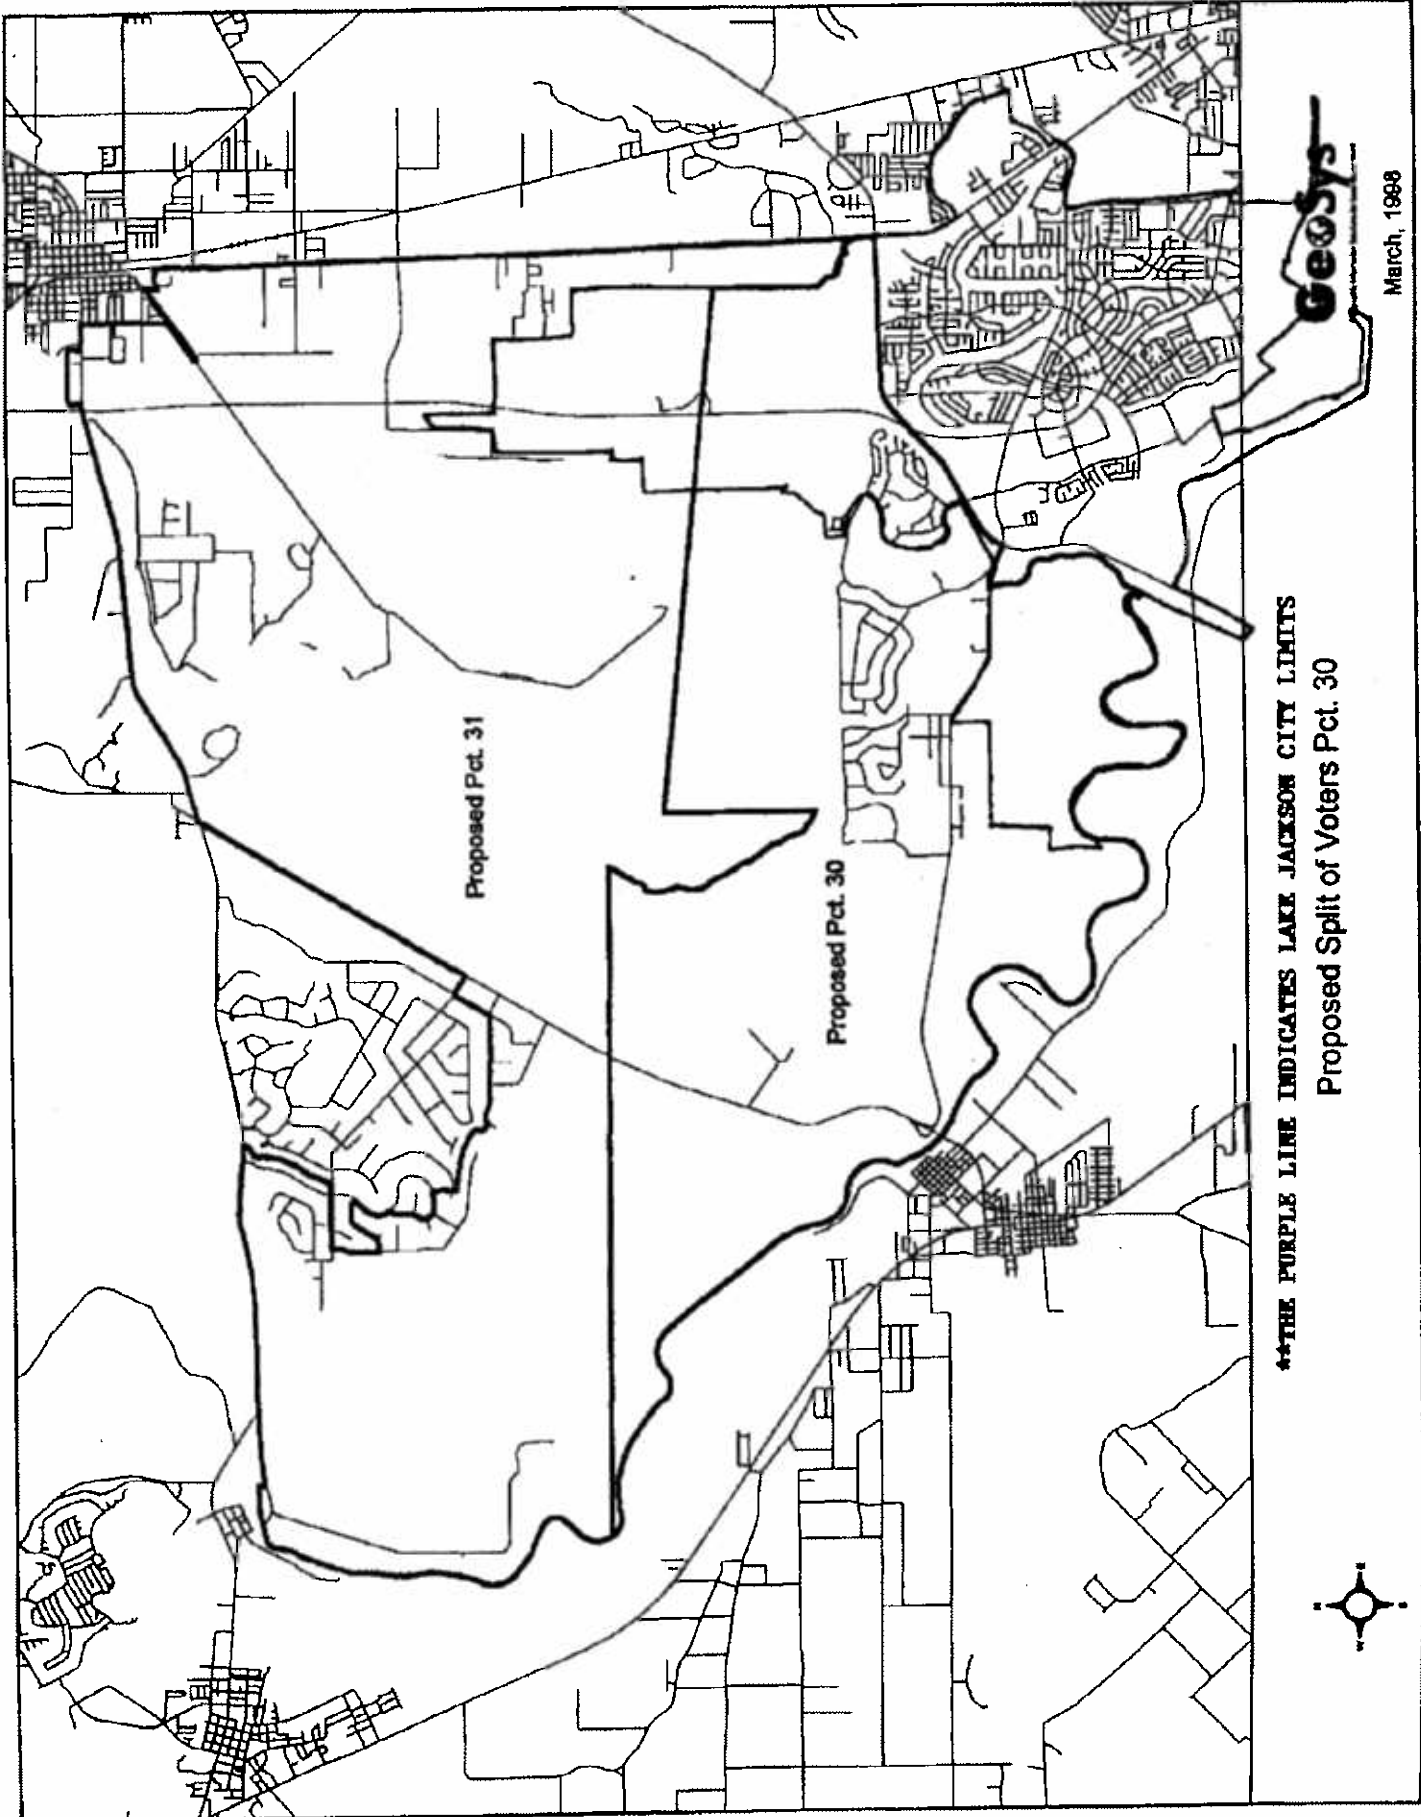 Proposed Pct. 31
Proposed Pct. 30
**THE PURPLE LINE INDICATES LAKE JACKSON CITY LIMITS
Proposed Split of Voters Pct. 30
GeoSys
March, 1998
N
W
E
S